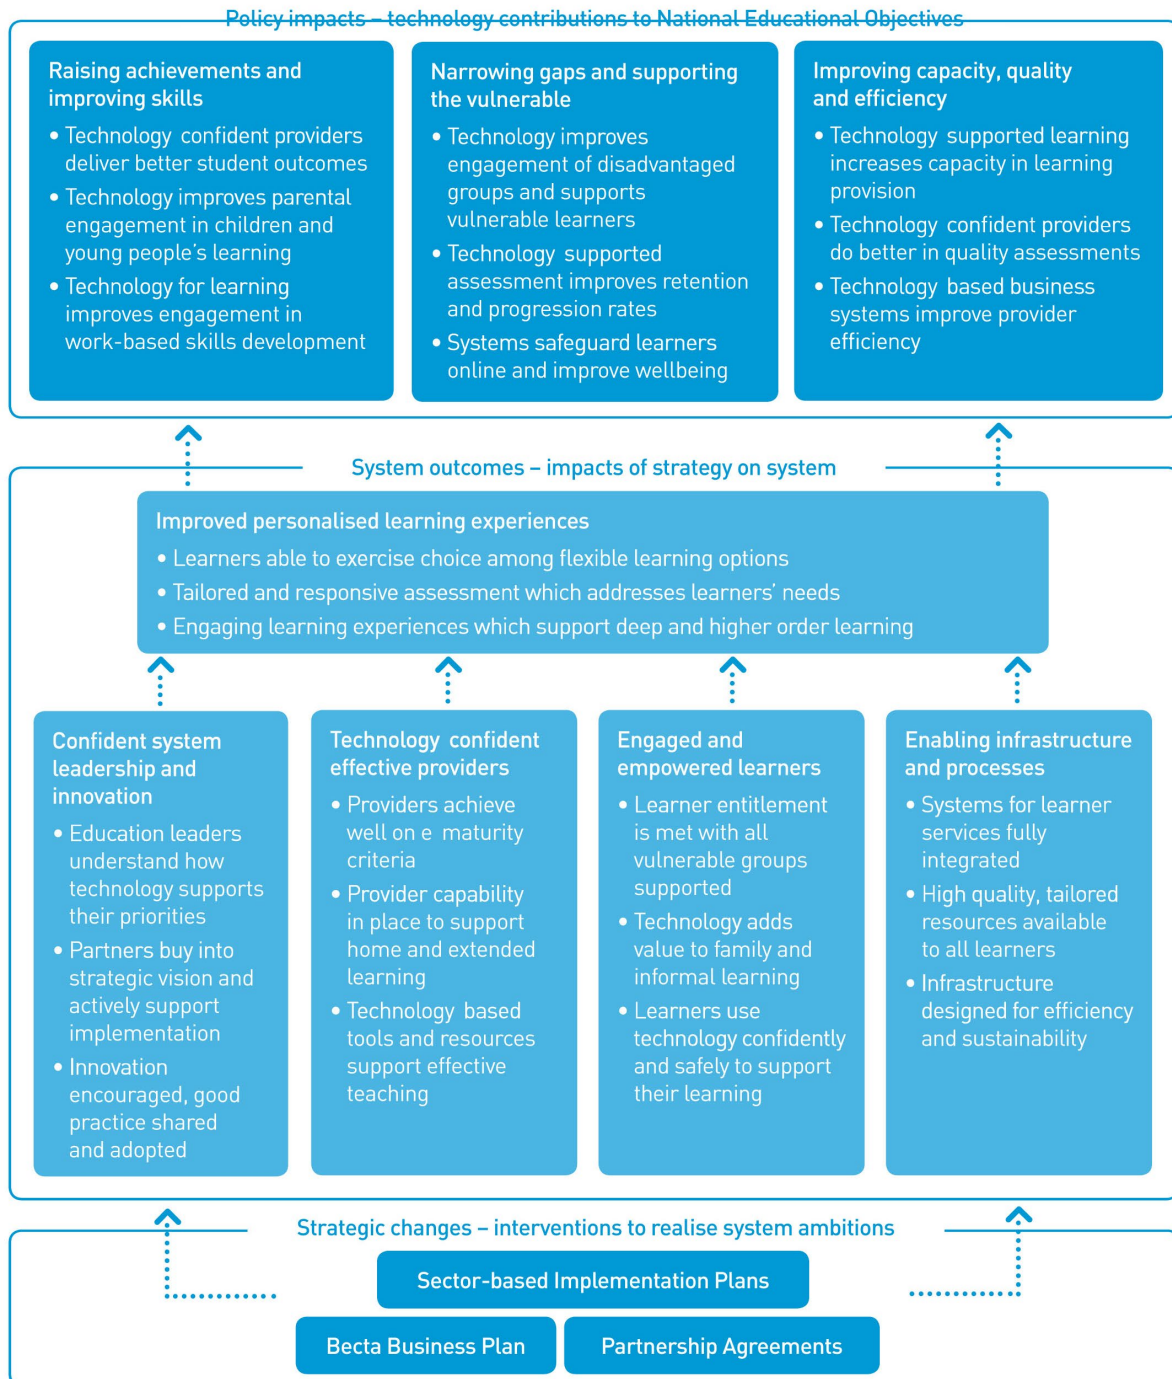 Policy impacts – technology contributions to National Educational Objectives
Raising achievements and
improving skills
• Technology confident providers
deliver better student outcomes
• Technology improves parental
engagement in children and
young people's learning
• Technology for learning
improves engagement in
work-based skills development
Narrowing gaps and supporting
the vulnerable
• Technology improves
engagement of disadvantaged
groups and supports
vulnerable learners
• Technology supported
assessment improves retention
and progression rates
• Systems safeguard learners
online and improve wellbeing
Improving capacity, quality
and efficiency
• Technology supported learning
increases capacity in learning
provision
• Technology confident providers
do better in quality assessments
• Technology based business
systems improve provider
efficiency
System outcomes – impacts of strategy on system
Improved personalised learning experiences
• Learners able to exercise choice among flexible learning options
• Tailored and responsive assessment which addresses learners' needs
• Engaging learning experiences which support deep and higher order learning
Confident system
leadership and
innovation
• Education leaders
understand how
technology supports
their priorities
• Partners buy into
strategic vision and
actively support
implementation
• Innovation
encouraged, good
practice shared
and adopted
Technology confident
effective providers
• Providers achieve
well on e maturity
criteria
• Provider capability
in place to support
home and extended
learning
• Technology based
tools and resources
support effective
teaching
Engaged and
empowered learners
• Learner entitlement
is met with all
vulnerable groups
supported
• Technology adds
value to family and
informal learning
• Learners use
technology confidently
and safely to support
their learning
Enabling infrastructure
and processes
• Systems for learner
services fully
integrated
• High quality, tailored
resources available
to all learners
• Infrastructure
designed for efficiency
and sustainability
Strategic changes – interventions to realise system ambitions
Sector-based Implementation Plans
Becta Business Plan
Partnership Agreements